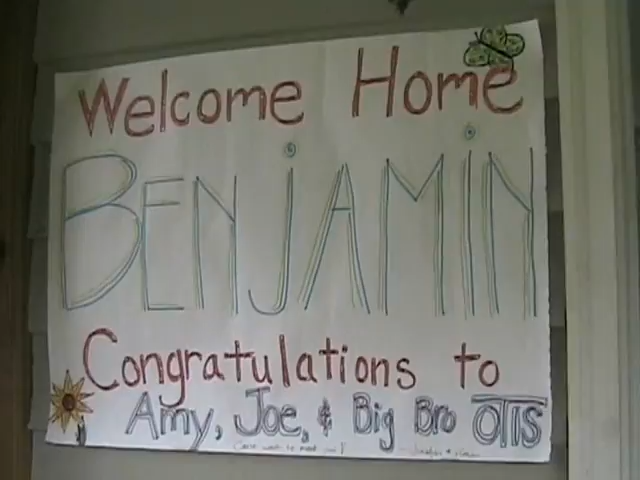 Welcome Home
BENjAMiN
Congratulations to
Amy, Joe, & Big Bro OTIS